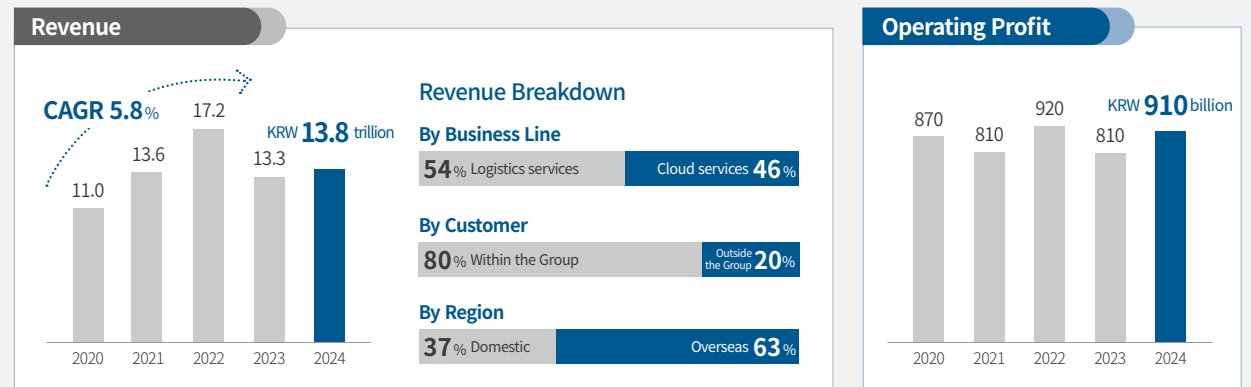 Revenue
CAGR 5.8%
11.0
13.6
17.2
13.3
KRW 13.8 trillion
2020 2021 2022 2023 2024
Revenue Breakdown
By Business Line
54% Logistics services Cloud services 46%
By Customer
80% Within the Group Outside
the Group 20%
By Region
37% Domestic Overseas 63%
Operating Profit
870
810
920
810
KRW 910 billion
2020 2021 2022 2023 2024